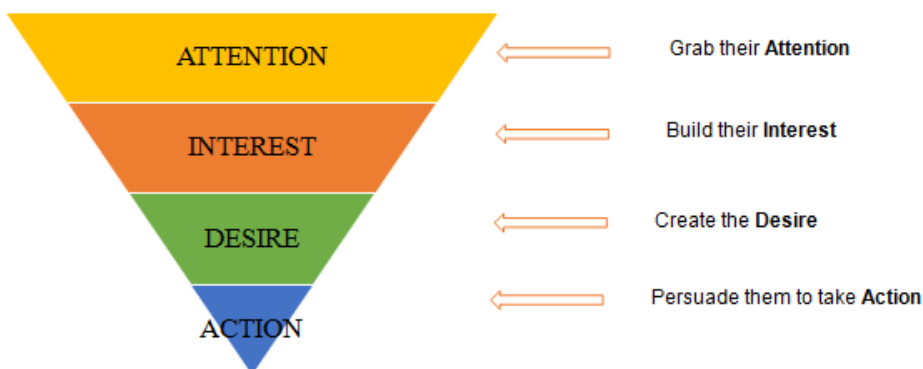 ATTENTION
Grab their Attention
INTEREST
Build their Interest
DESIRE
Create the Desire
ACTION
Persuade them to take Action